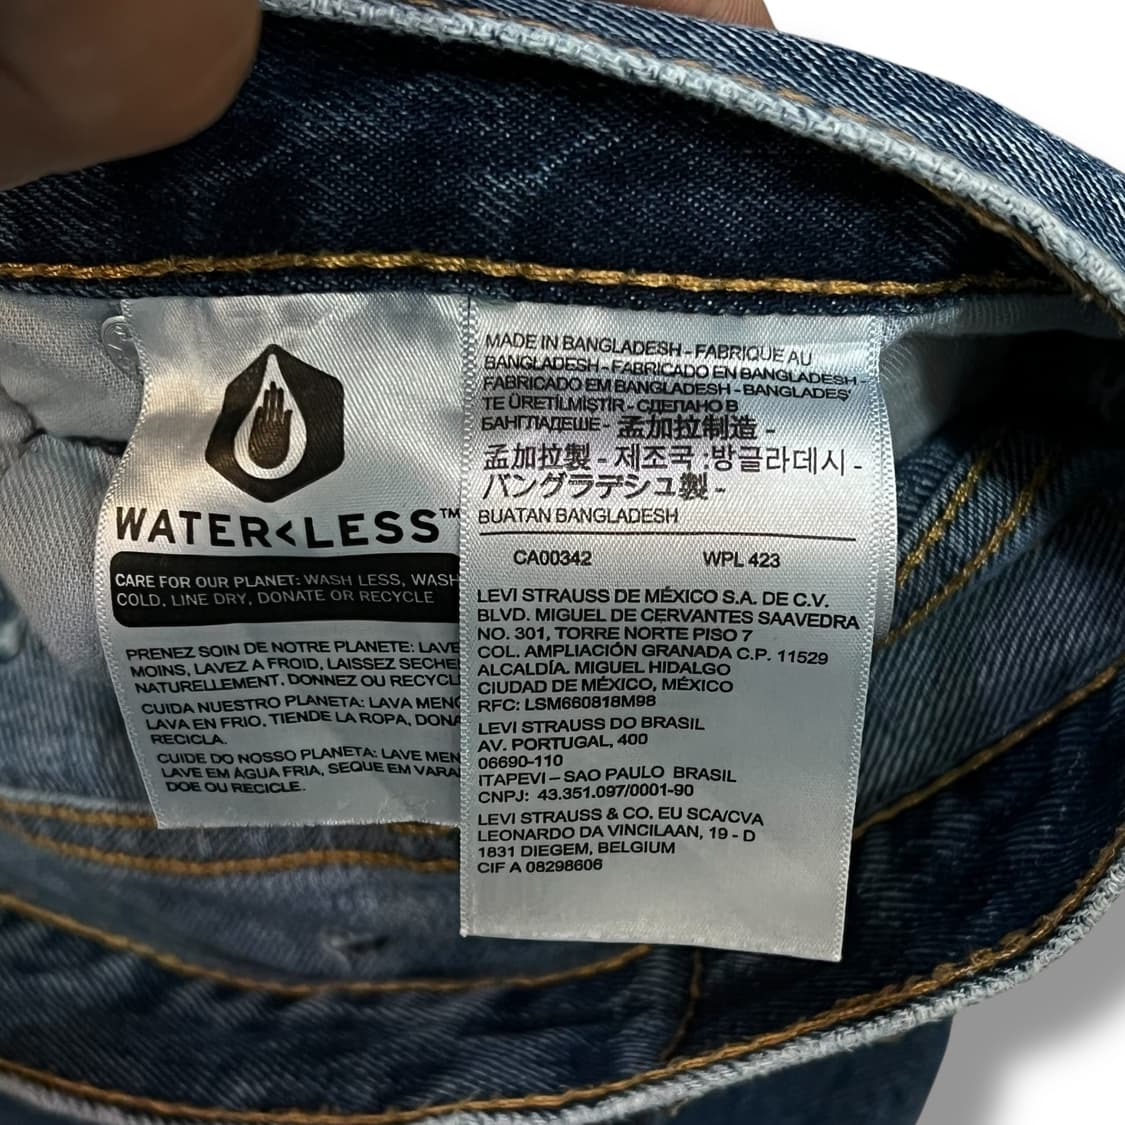 WATER<LESS™
CARE FOR OUR PLANET: WASH LESS, WASH
COLD, LINE DRY, DONATE OR RECYCLE
PRENEZ SOIN DE NOTRE PLANETE: LAVE
MOINS, LAVEZ A FROID, LAISSEZ SECHE
NATURELLEMENT, DONNEZ OU RECYCL
CUIDA NUESTRO PLANETA: LAVA MENO
LAVA EN FRIO, TIENDE LA ROPA, DONA
RECICLA.
CUIDE DO NOSSO PLANETA: LAVE MEN
LAVE EM ÁGUA FRIA, SEQUE EM VARA
DOE OU RECICLE.
MADE IN BANGLADESH - FABRIQUE AU
BANGLADESH - FABRICADO EN BANGLADESH -
FABRICADO EM BANGLADESH - BANGLADEŞ'
TE ÜRETİLMİŞTİR - СДЕЛАНО В
БАНГЛАДЕШЕ - 孟加拉制造 -
孟加拉製 - 제조국 :방글라데시 -
バングラデシュ製 -
BUATAN BANGLADESH
CA00342 WPL 423
LEVI STRAUSS DE MÉXICO S.A. DE C.V.
BLVD. MIGUEL DE CERVANTES SAAVEDRA
NO. 301, TORRE NORTE PISO 7
COL. AMPLIACIÓN GRANADA C.P. 11529
ALCALDÍA. MIGUEL HIDALGO
CIUDAD DE MÉXICO, MÉXICO
RFC: LSM660818M98
LEVI STRAUSS DO BRASIL
AV. PORTUGAL, 400
06690-110
ITAPEVI – SAO PAULO BRASIL
CNPJ: 43.351.097/0001-90
LEVI STRAUSS & CO. EU SCA/CVA
LEONARDO DA VINCILAAN, 19 - D
1831 DIEGEM, BELGIUM
CIF A 08298606